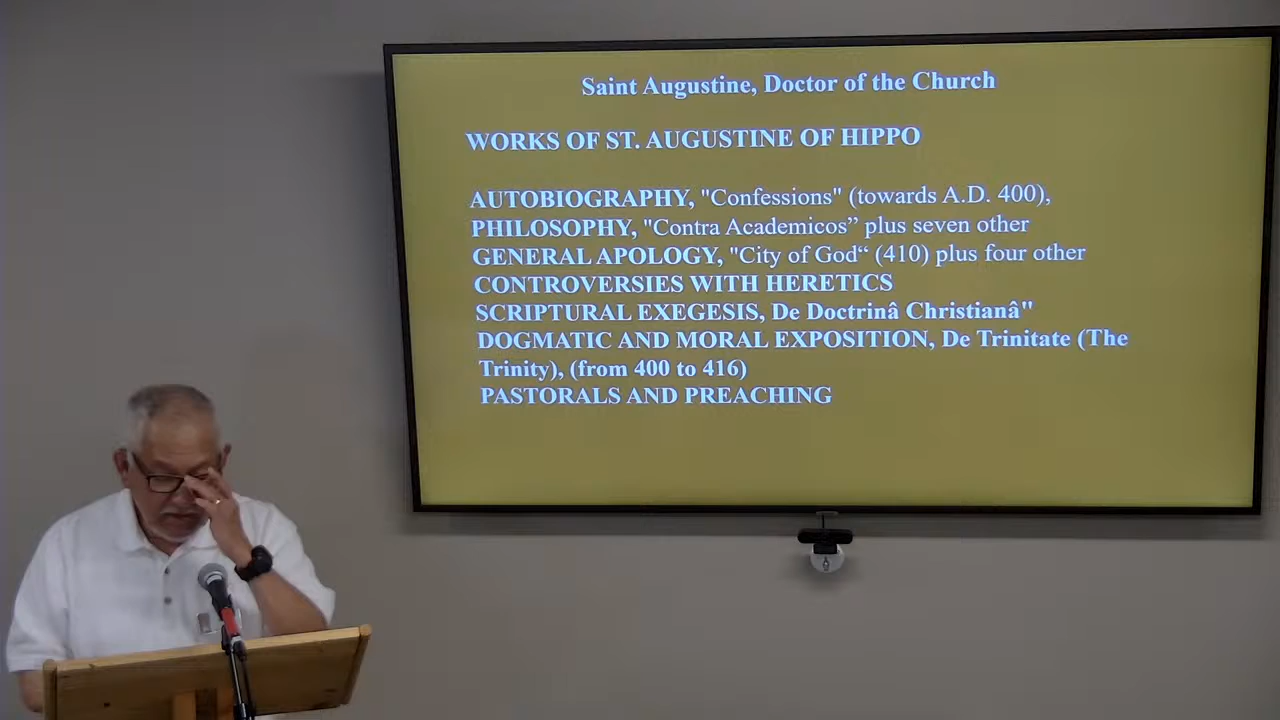 Saint Augustine, Doctor of the Church
WORKS OF ST. AUGUSTINE OF HIPPO
AUTOBIOGRAPHY, "Confessions" (towards A.D. 400),
PHILOSOPHY, "Contra Academicos” plus seven other
GENERAL APOLOGY, "City of God“ (410) plus four other
CONTROVERSIES WITH HERETICS
SCRIPTURAL EXEGESIS, De Doctrinâ Christianâ"
DOGMATIC AND MORAL EXPOSITION, De Trinitate (The
Trinity), (from 400 to 416)
PASTORALS AND PREACHING